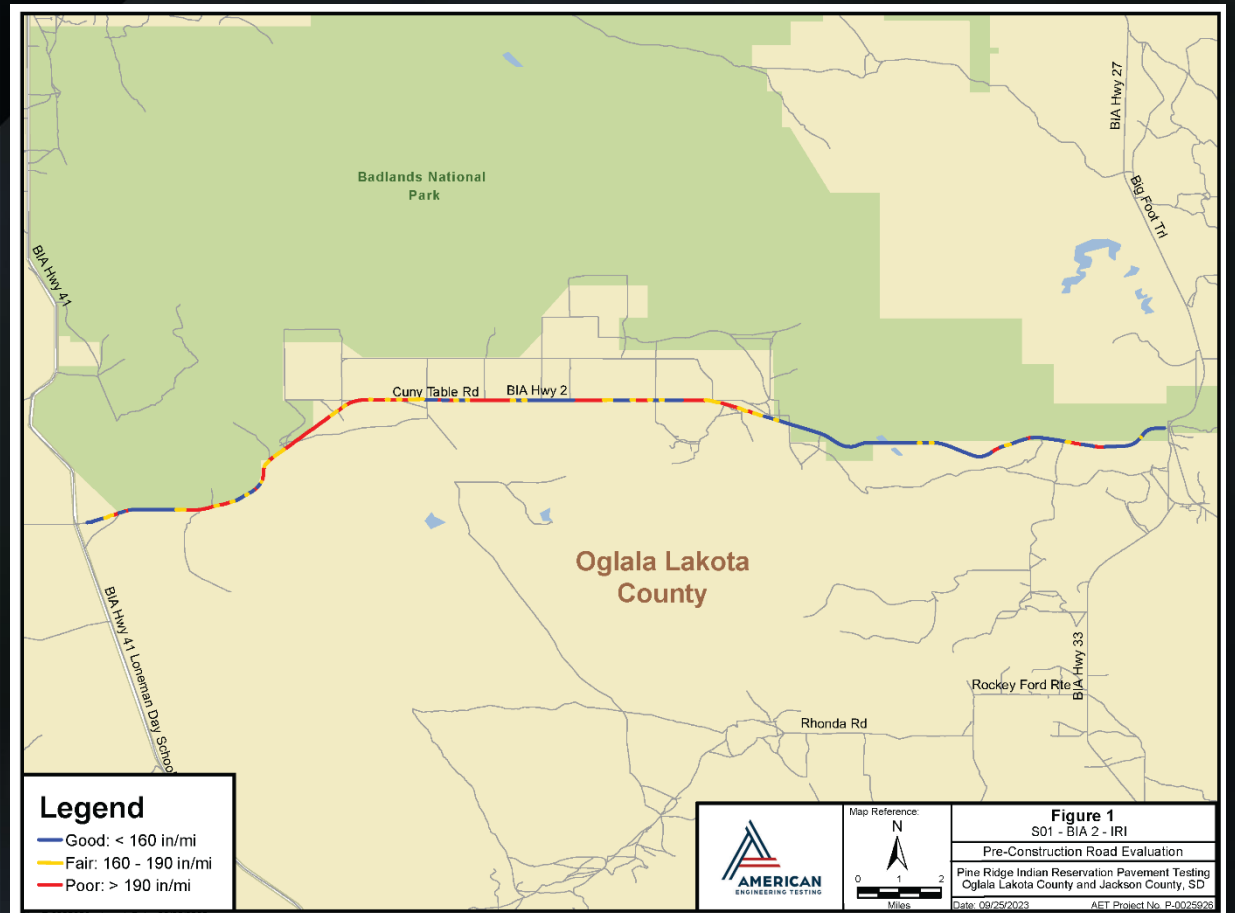 BIA Hwy 27
Badlands National
Park
Big Foot Trl
BIA Hwy 41
Cuny Table Rd
BIA Hwy 2
Oglala Lakota
County
BIA Hwy 41 Loneman Day School
BIA Hwy 33
Rockey Ford Rte
Rhonda Rd
Legend
Good: < 160 in/mi
Fair: 160 - 190 in/mi
Poor: > 190 in/mi
AMERICAN
ENGINEERING TESTING
Map Reference:
N
0 1 2
Miles
Figure 1
S01 - BIA 2 - IRI
Pre-Construction Road Evaluation
Pine Ridge Indian Reservation Pavement Testing
Oglala Lakota County and Jackson County, SD
Date: 09/25/2023 AET Project No. P-0025926